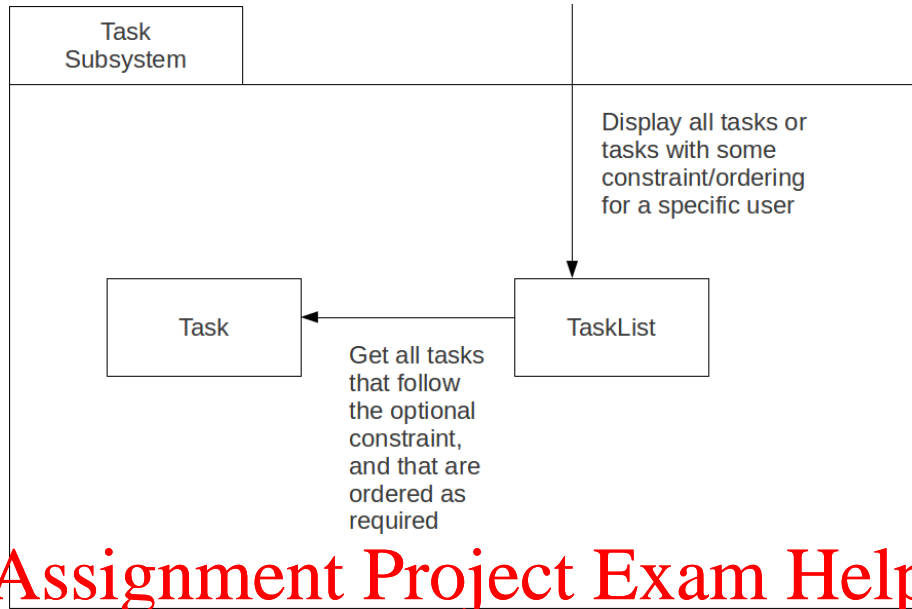 Task
Subsystem
Display all tasks or
tasks with some
constraint/ordering
for a specific user
Task
TaskList
Get all tasks
that follow
the optional
constraint,
and that are
ordered as
required
Assignment Project Exam Help